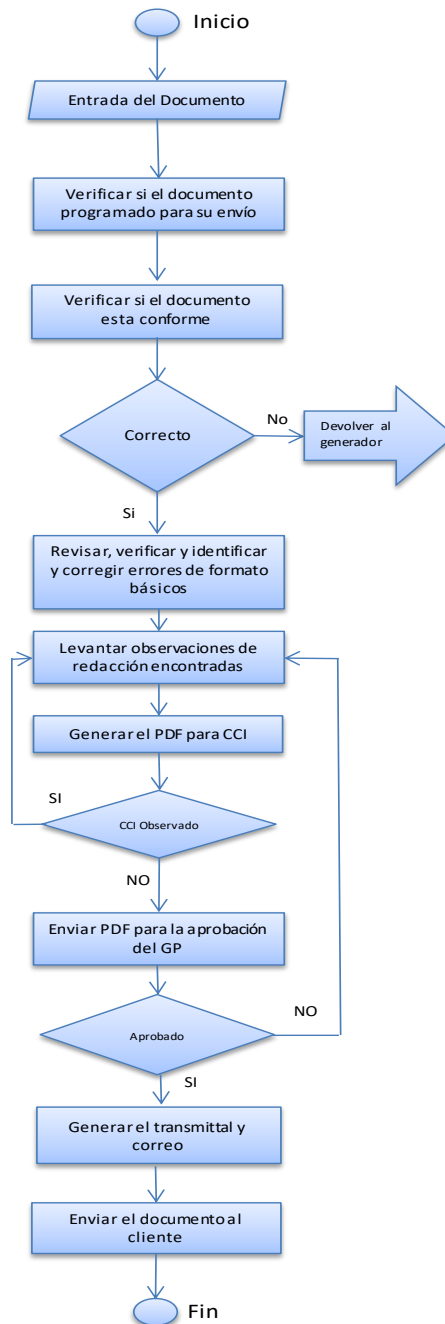 Inicio
Entrada del Documento
Verificar si el documento
programado para su envío
Verificar si el documento
esta conforme
Correcto
No
Devolver al
generador
Si
Revisar, verificar y identificar
y corregir errores de formato
básicos
Levantar observaciones de
redacción encontradas
Generar el PDF para CCI
SI
CCI Observado
NO
Enviar PDF para la aprobación
del GP
NO
Aprobado
SI
Generar el transmittal y
correo
Enviar el documento al
cliente
Fin